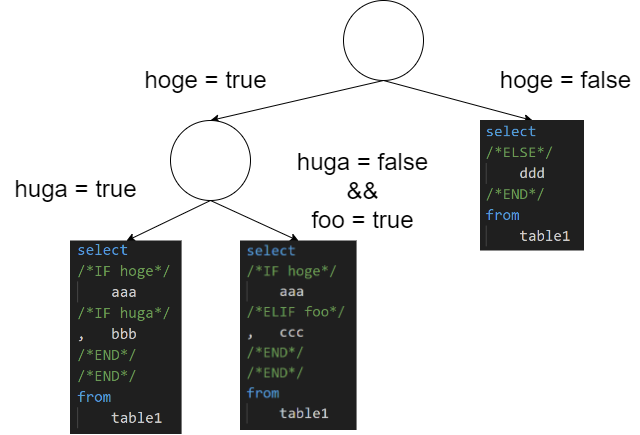 hoge = true
hoge = false
huga = true
huga = false
&&
foo = true
select
/*IF hoge*/
aaa
/*IF huga*/
, bbb
/*END*/
/*END*/
from
table1
select
/*IF hoge*/
aaa
/*ELIF foo*/
, ccc
/*END*/
/*END*/
from
table1
select
/*ELSE*/
ddd
/*END*/
from
table1